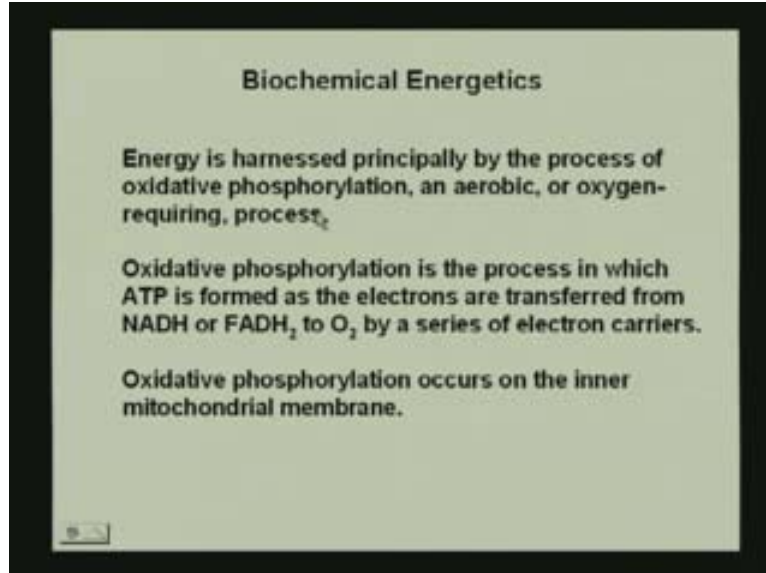 Biochemical Energetics
Energy is harnessed principally by the process of
oxidative phosphorylation, an aerobic, or oxygen-
requiring, process.
Oxidative phosphorylation is the process in which
ATP is formed as the electrons are transferred from
NADH or FADH₂ to O₂ by a series of electron carriers.
Oxidative phosphorylation occurs on the inner
mitochondrial membrane.